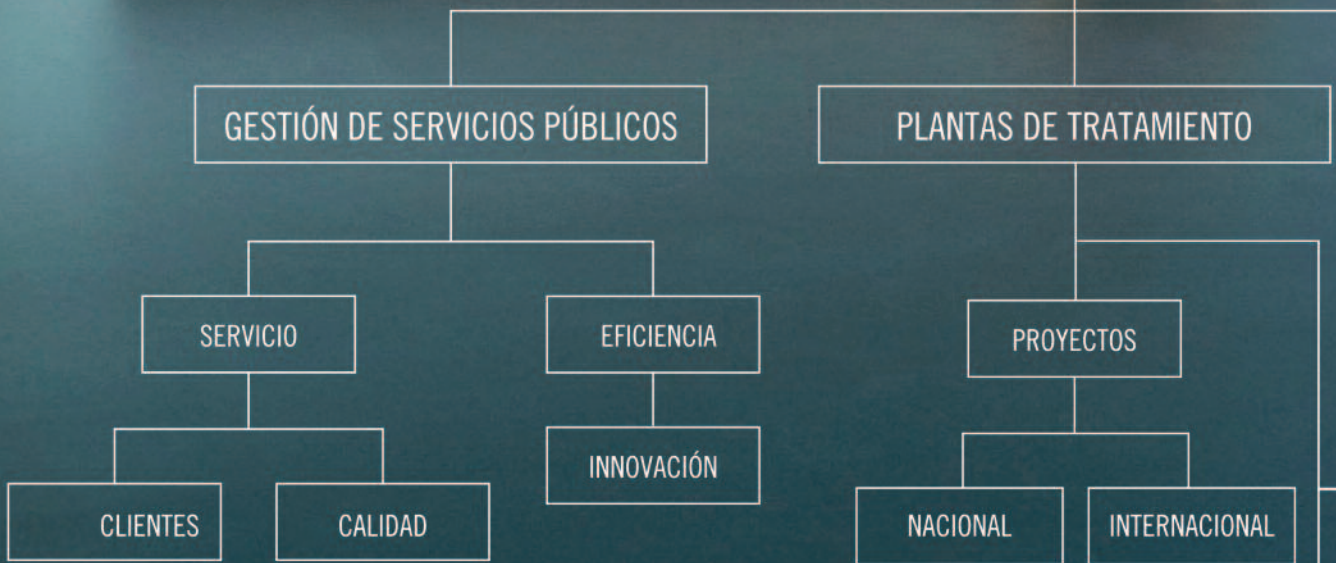 GESTIÓN DE SERVICIOS PÚBLICOS
PLANTAS DE TRATAMIENTO
SERVICIO
EFICIENCIA
PROYECTOS
INNOVACIÓN
CLIENTES
CALIDAD
NACIONAL
INTERNACIONAL